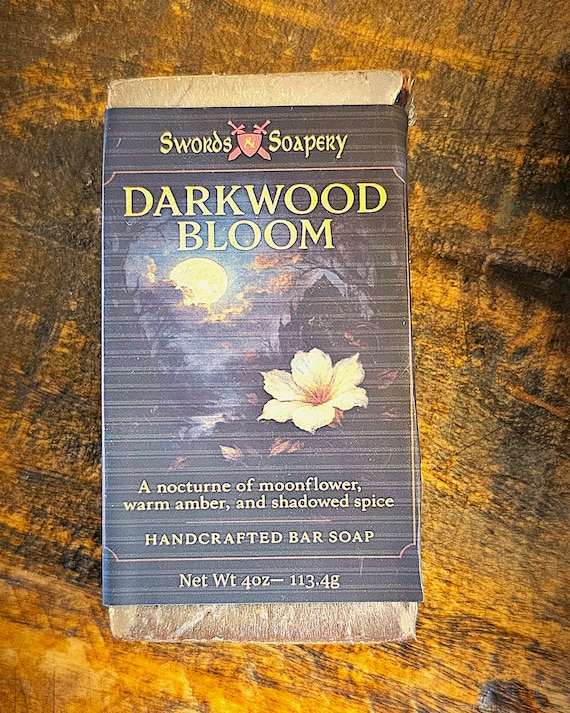 Swords & Soapery
DARKWOOD
BLOOM
A nocturne of moonflower,
warm amber, and shadowed spice
HANDCRAFTED BAR SOAP
Net Wt 4oz— 113.4g